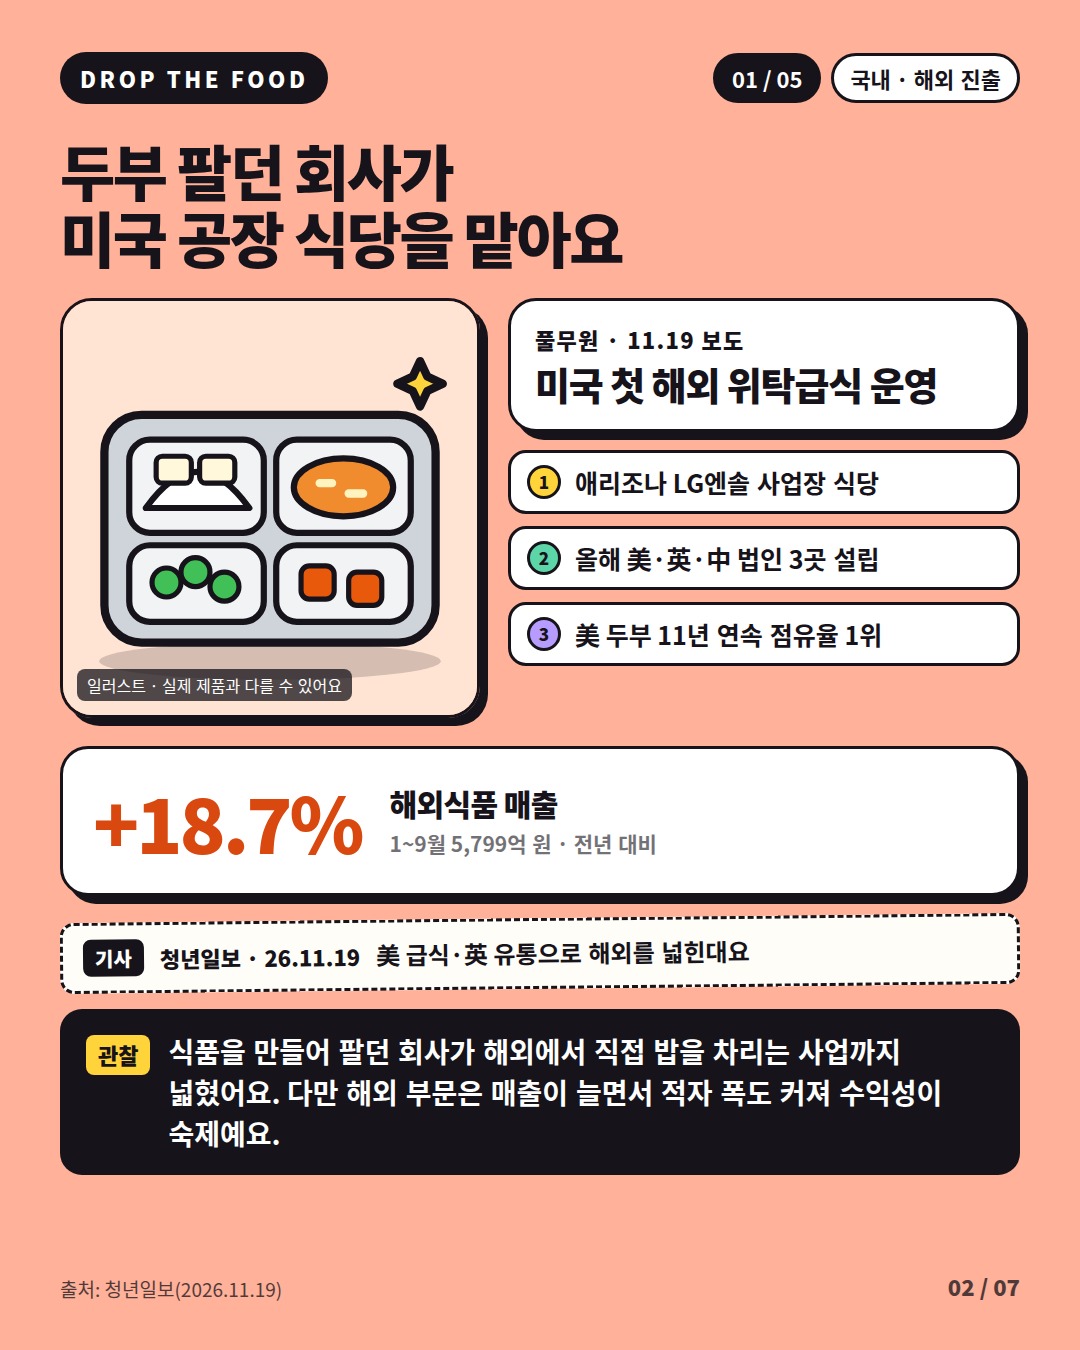 DROP THE FOOD
01 / 05
국내 · 해외 진출
두부 팔던 회사가
미국 공장 식당을 맡아요
풀무원 · 11.19 보도
미국 첫 해외 위탁급식 운영
1 애리조나 LG엔솔 사업장 식당
2 올해 美·英·中 법인 3곳 설립
3 美 두부 11년 연속 점유율 1위
일러스트 · 실제 제품과 다를 수 있어요
+18.7%
해외식품 매출
1~9월 5,799억 원 · 전년 대비
기사 청년일보 · 26.11.19 美 급식·英 유통으로 해외를 넓힌대요
관찰
식품을 만들어 팔던 회사가 해외에서 직접 밥을 차리는 사업까지
넓혔어요. 다만 해외 부문은 매출이 늘면서 적자 폭도 커져 수익성이
숙제예요.
출처: 청년일보(2026.11.19)
02 / 07